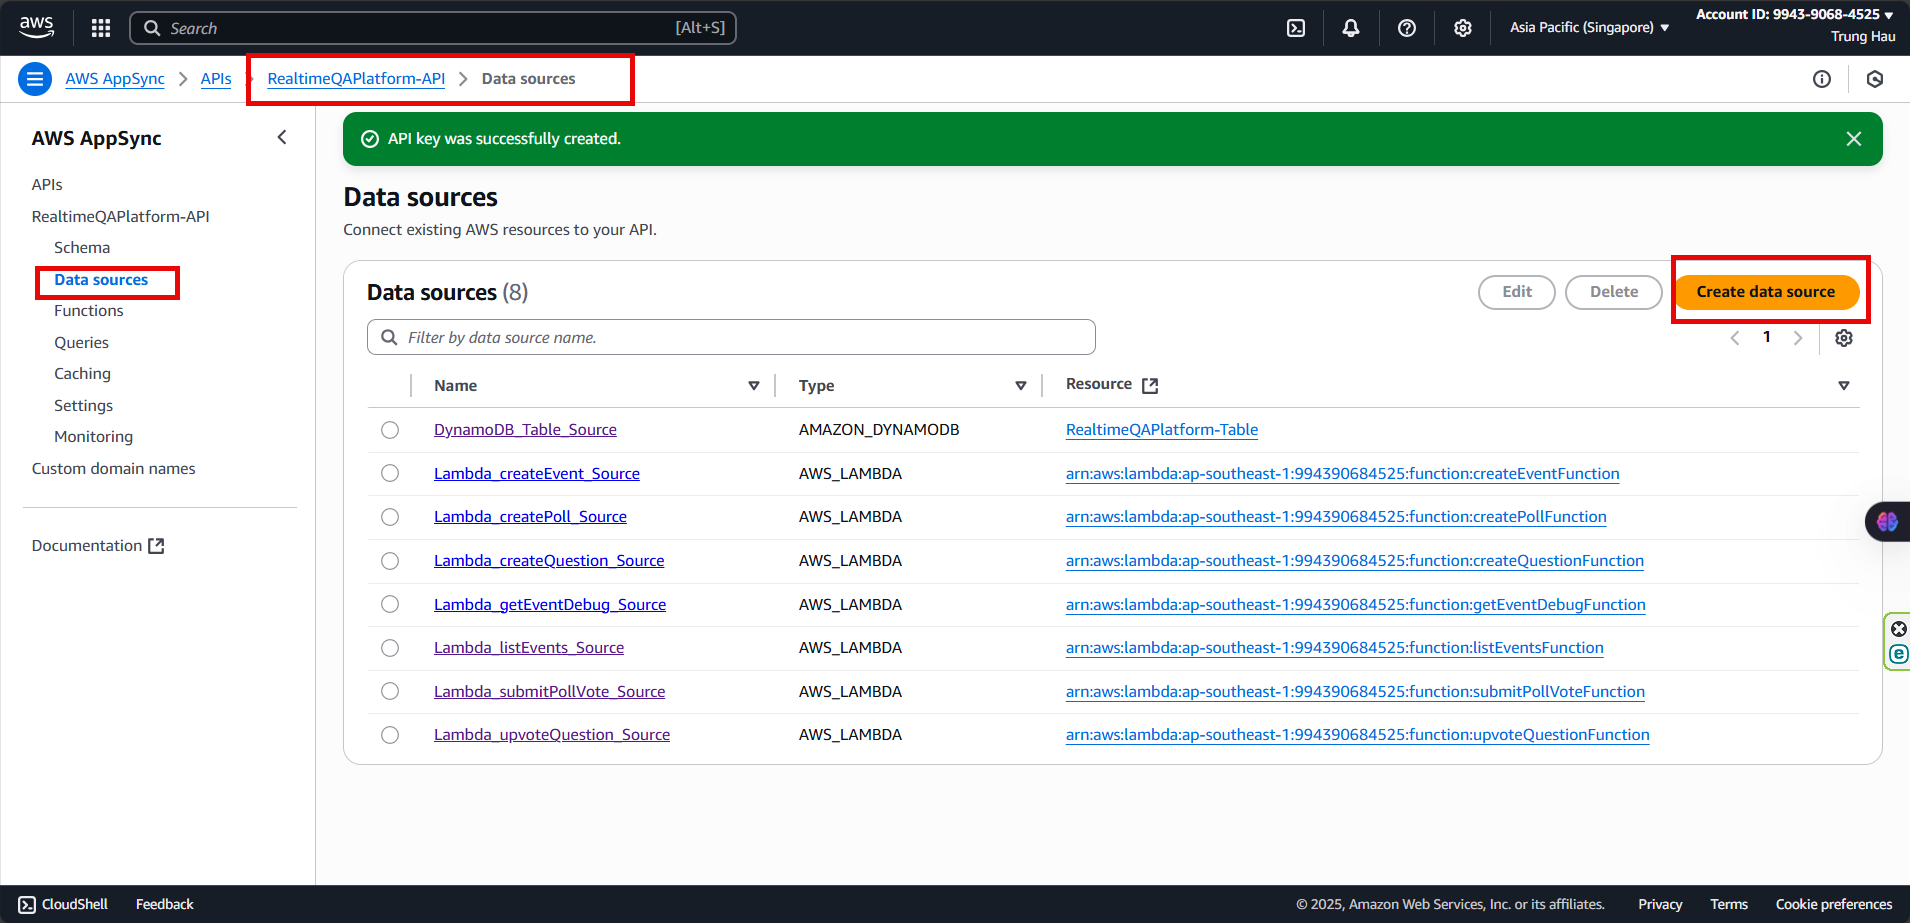 aws
Search [Alt+S]
Asia Pacific (Singapore)
Account ID: 9943-9068-4525
Trung Hau
AWS AppSync
APIs
RealtimeQAPlatform-API
Data sources
AWS AppSync
APIs
RealtimeQAPlatform-API
Schema
Data sources
Functions
Queries
Caching
Settings
Monitoring
Custom domain names
Documentation
API key was successfully created.
Data sources
Connect existing AWS resources to your API.
Data sources (8)
Edit
Delete
Create data source
Filter by data source name.
1
Name Type Resource
DynamoDB_Table_Source AMAZON_DYNAMODB RealtimeQAPlatform-Table
Lambda_createEvent_Source AWS_LAMBDA arn:aws:lambda:ap-southeast-1:994390684525:function:createEventFunction
Lambda_createPoll_Source AWS_LAMBDA arn:aws:lambda:ap-southeast-1:994390684525:function:createPollFunction
Lambda_createQuestion_Source AWS_LAMBDA arn:aws:lambda:ap-southeast-1:994390684525:function:createQuestionFunction
Lambda_getEventDebug_Source AWS_LAMBDA arn:aws:lambda:ap-southeast-1:994390684525:function:getEventDebugFunction
Lambda_listEvents_Source AWS_LAMBDA arn:aws:lambda:ap-southeast-1:994390684525:function:listEventsFunction
Lambda_submitPollVote_Source AWS_LAMBDA arn:aws:lambda:ap-southeast-1:994390684525:function:submitPollVoteFunction
Lambda_upvoteQuestion_Source AWS_LAMBDA arn:aws:lambda:ap-southeast-1:994390684525:function:upvoteQuestionFunction
CloudShell Feedback © 2025, Amazon Web Services, Inc. or its affiliates. Privacy Terms Cookie preferences